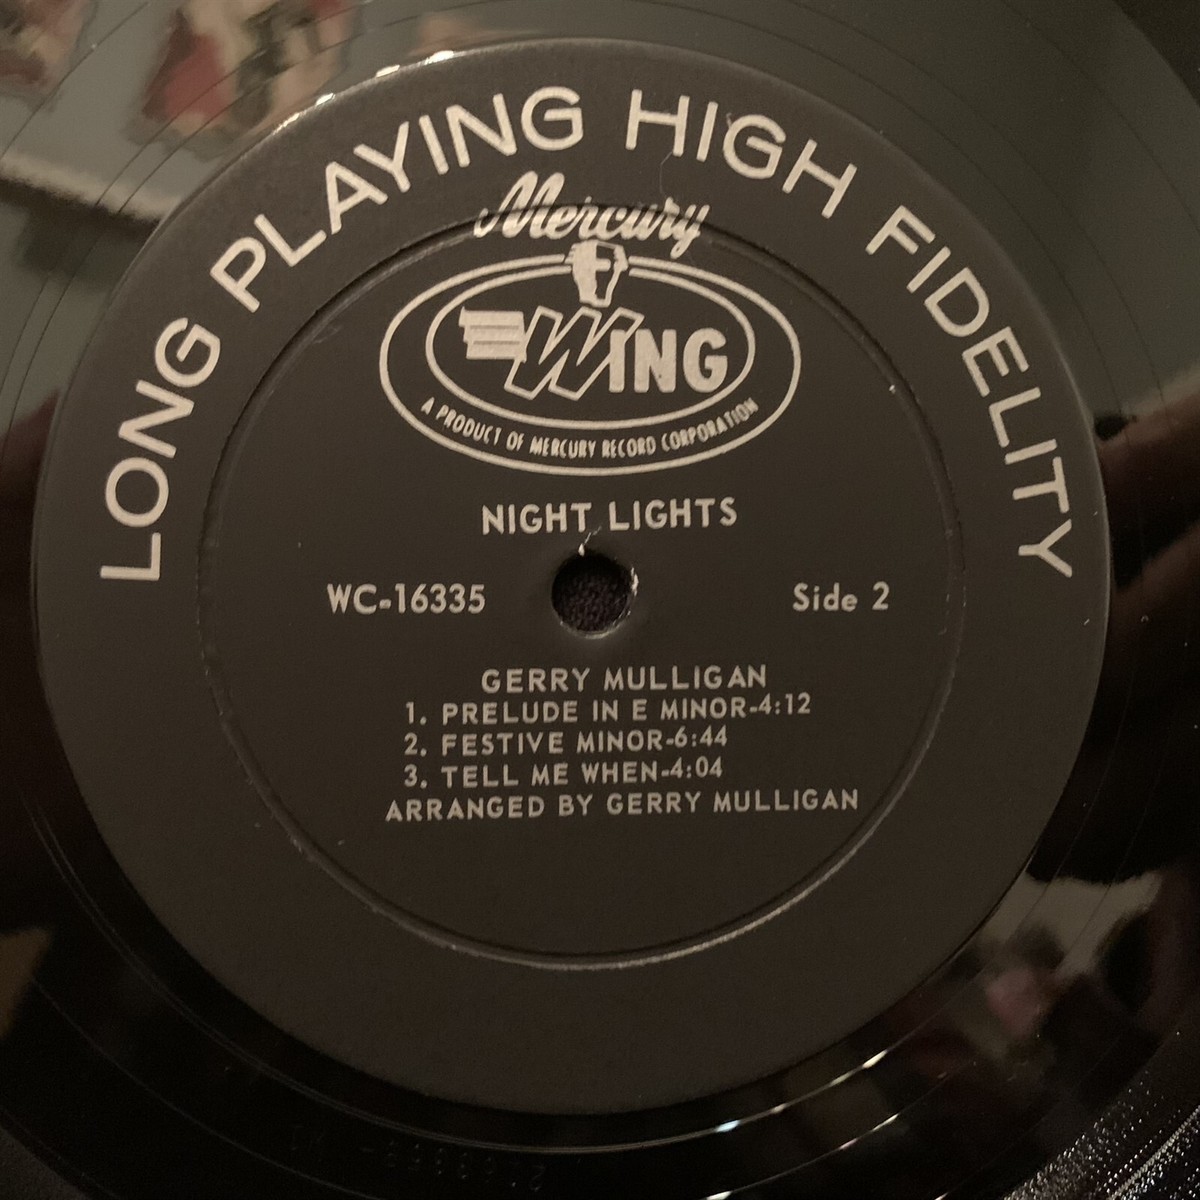 LONG PLAYING HIGH FIDELITY
Mercury
WING
A PRODUCT OF MERCURY RECORD CORPORATION
NIGHT LIGHTS
WC-16335
Side 2
GERRY MULLIGAN
1. PRELUDE IN E MINOR-4:12
2. FESTIVE MINOR-6:44
3. TELL ME WHEN-4:04
ARRANGED BY GERRY MULLIGAN